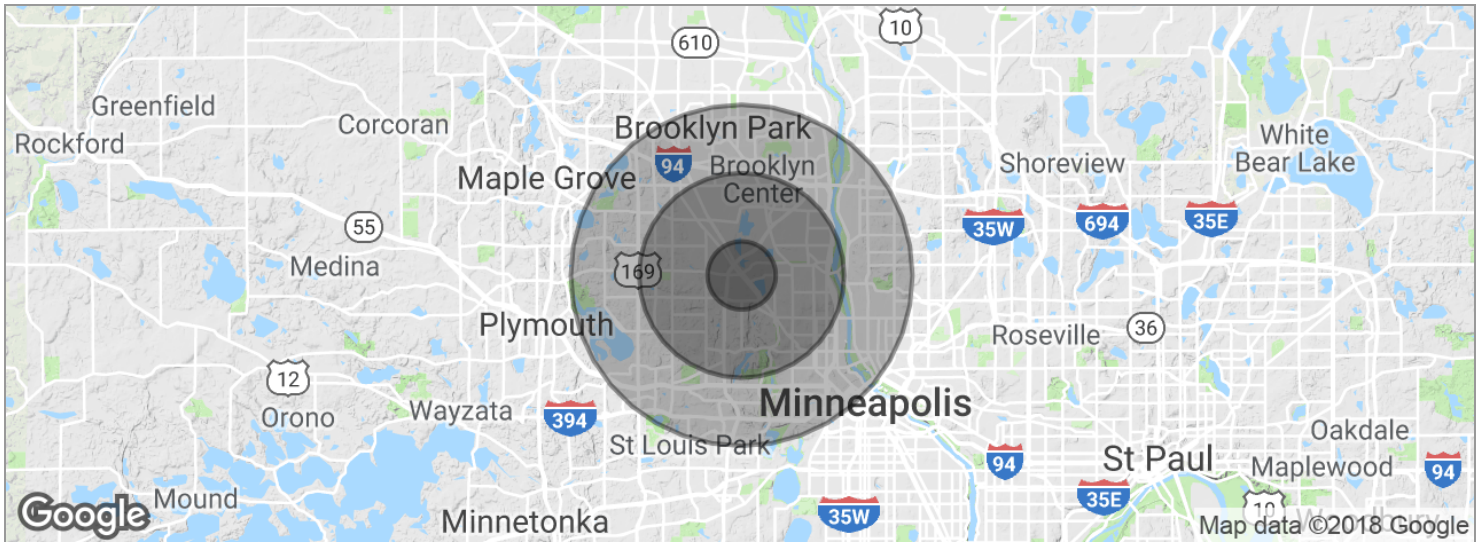 10
610
Greenfield
Rockford
Corcoran
Brooklyn Park
White
Bear Lake
94
Brooklyn
Center
Shoreview
Maple Grove
55
35W
694
35E
Medina
169
Plymouth
Roseville
36
12
Orono
Wayzata
394
Minneapolis
St Louis Park
Oakdale
94
St Paul
Maplewood
94
Mound
35E
Google
Minnetonka
35W
10
Woodbury
Map data ©2018 Google